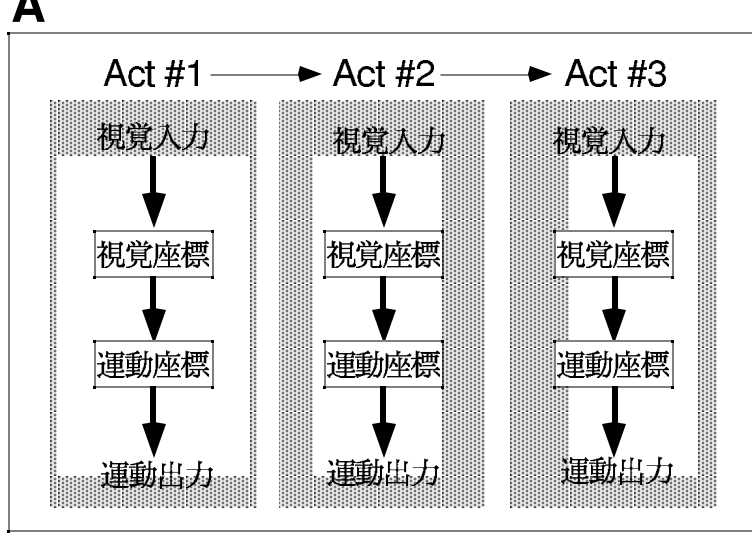 A
Act #1 Act #2 Act #3
視覚入力 視覚入力 視覚入力
視覚座標 視覚座標 視覚座標
運動座標 運動座標 運動座標
運動出力 運動出力 運動出力